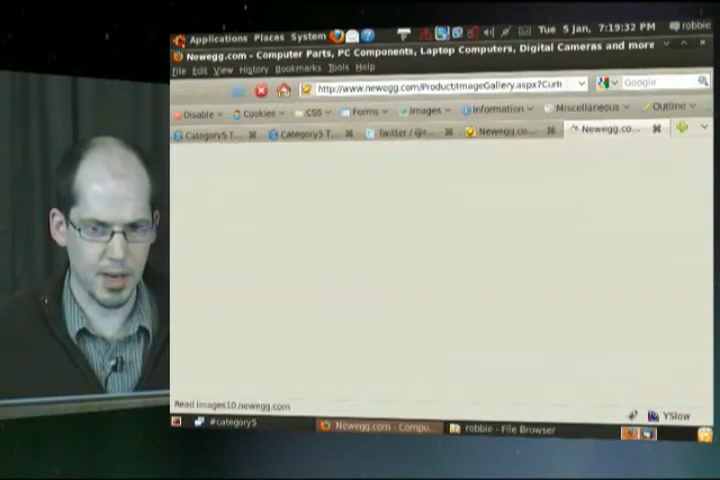 Applications Places System Tue 5 Jan, 7:19:32 PM robbie
Newegg.com - Computer Parts, PC Components, Laptop Computers, Digital Cameras and more
File Edit View History Bookmarks Tools Help
http://www.newegg.com/Product/ImageGallery.aspx?CurI Google
Disable Cookies CSS Forms Images Information Miscellaneous Outline
Category5 T... Category5 T... Twitter / @r... Newegg.co... Newegg.co...
Read images10.newegg.com
YSlow
#category5 Newegg.com - Compu... robbie - File Browser